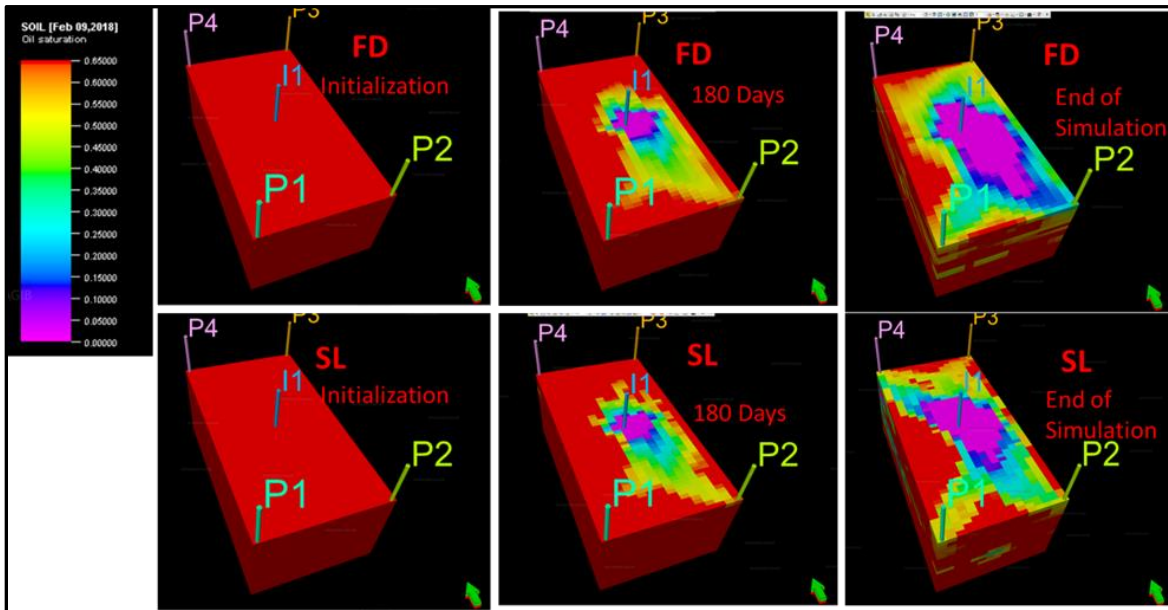 SOIL [Feb 09,2018]
Oil saturation
0.65000
0.60000
0.55000
0.50000
0.45000
0.40000
0.35000
0.30000
0.25000
0.20000
0.15000
0.10000
0.05000
0.00000
P4
P3
FD
I1
Initialization
P2
P1
P4
P3
FD
I1
180 Days
P2
P1
P4
P3
FD
I1
End of
Simulation
P2
P1
P4
P3
SL
I1
Initialization
P2
P1
P4
P3
SL
I1
180 Days
P2
P1
P4
P3
SL
I1
End of
Simulation
P2
P1